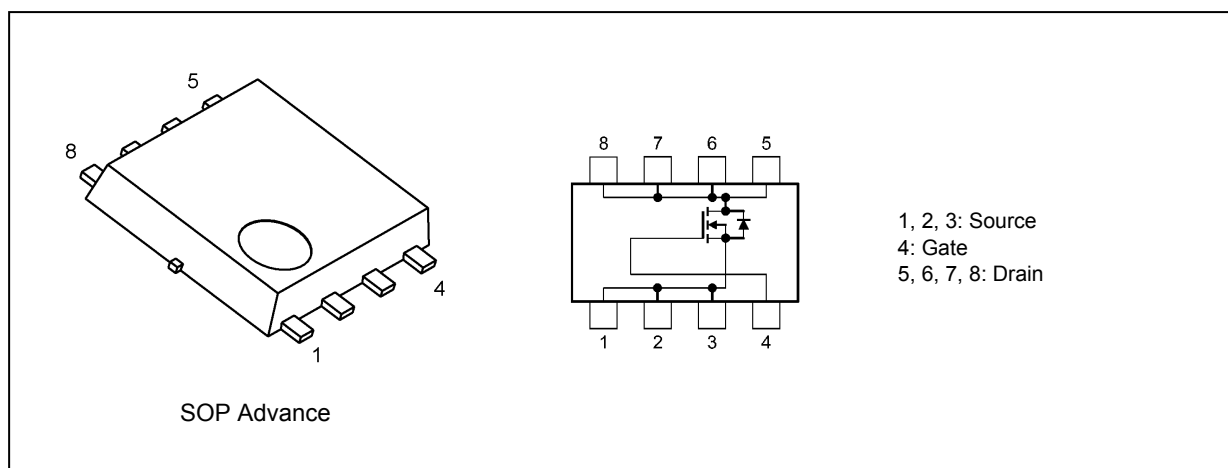 5
8
4
1
SOP Advance
8 7 6 5
1 2 3 4
1, 2, 3: Source
4: Gate
5, 6, 7, 8: Drain